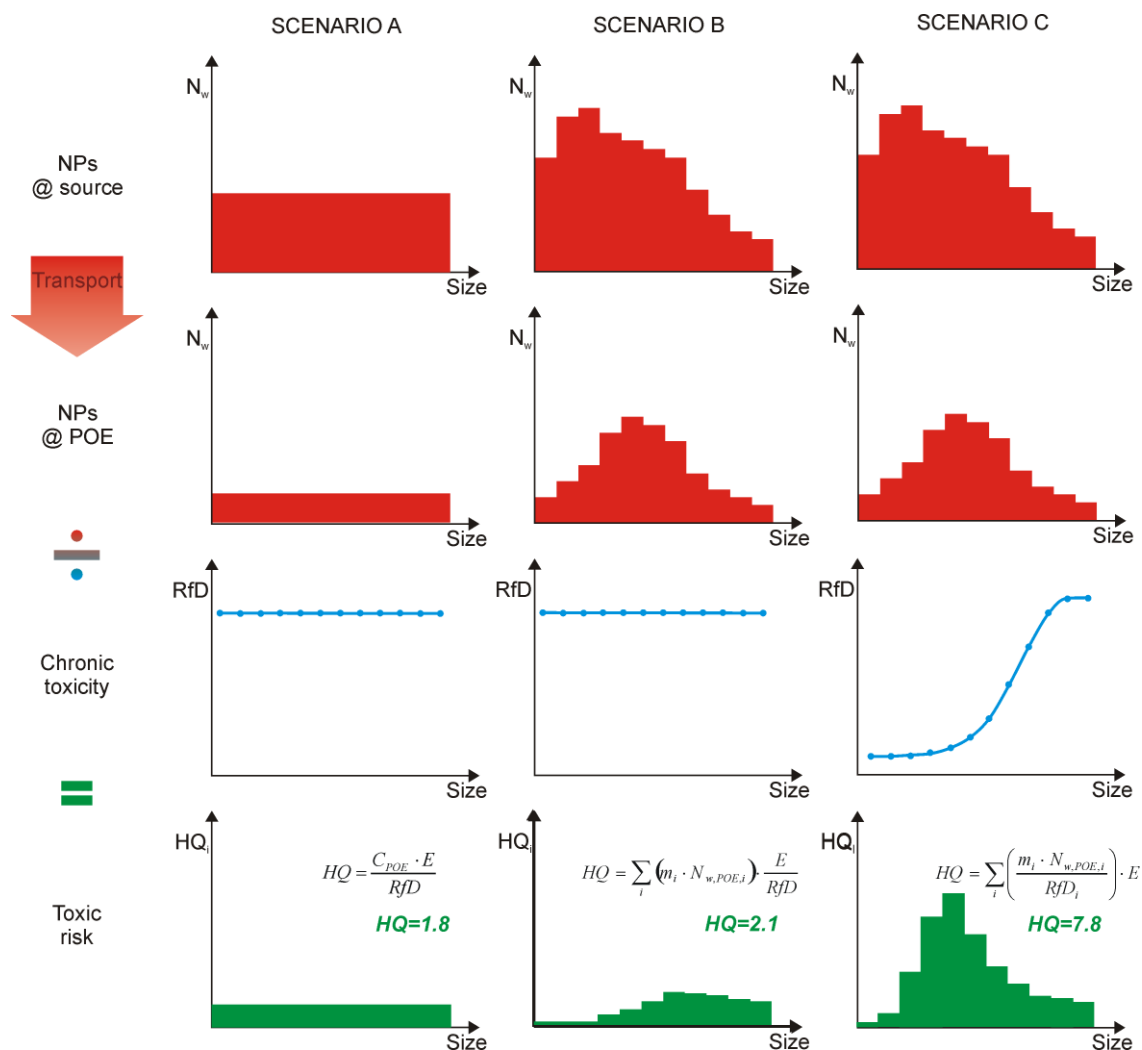 SCENARIO A
SCENARIO B
SCENARIO C
NPs
@ source
N_w
Size
N_w
Size
N_w
Size
Transport
NPs
@ POE
N_w
Size
N_w
Size
N_w
Size
÷
Chronic
toxicity
RfD
Size
RfD
Size
RfD
Size
=
Toxic
risk
HQ_i
HQ = C_POE · E / RfD
HQ=1.8
Size
HQ_i
HQ = ∑_i (m_i · N_w,POE,i) · E / RfD
HQ=2.1
Size
HQ_i
HQ = ∑_i (m_i · N_w,POE,i / RfD_i) · E
HQ=7.8
Size